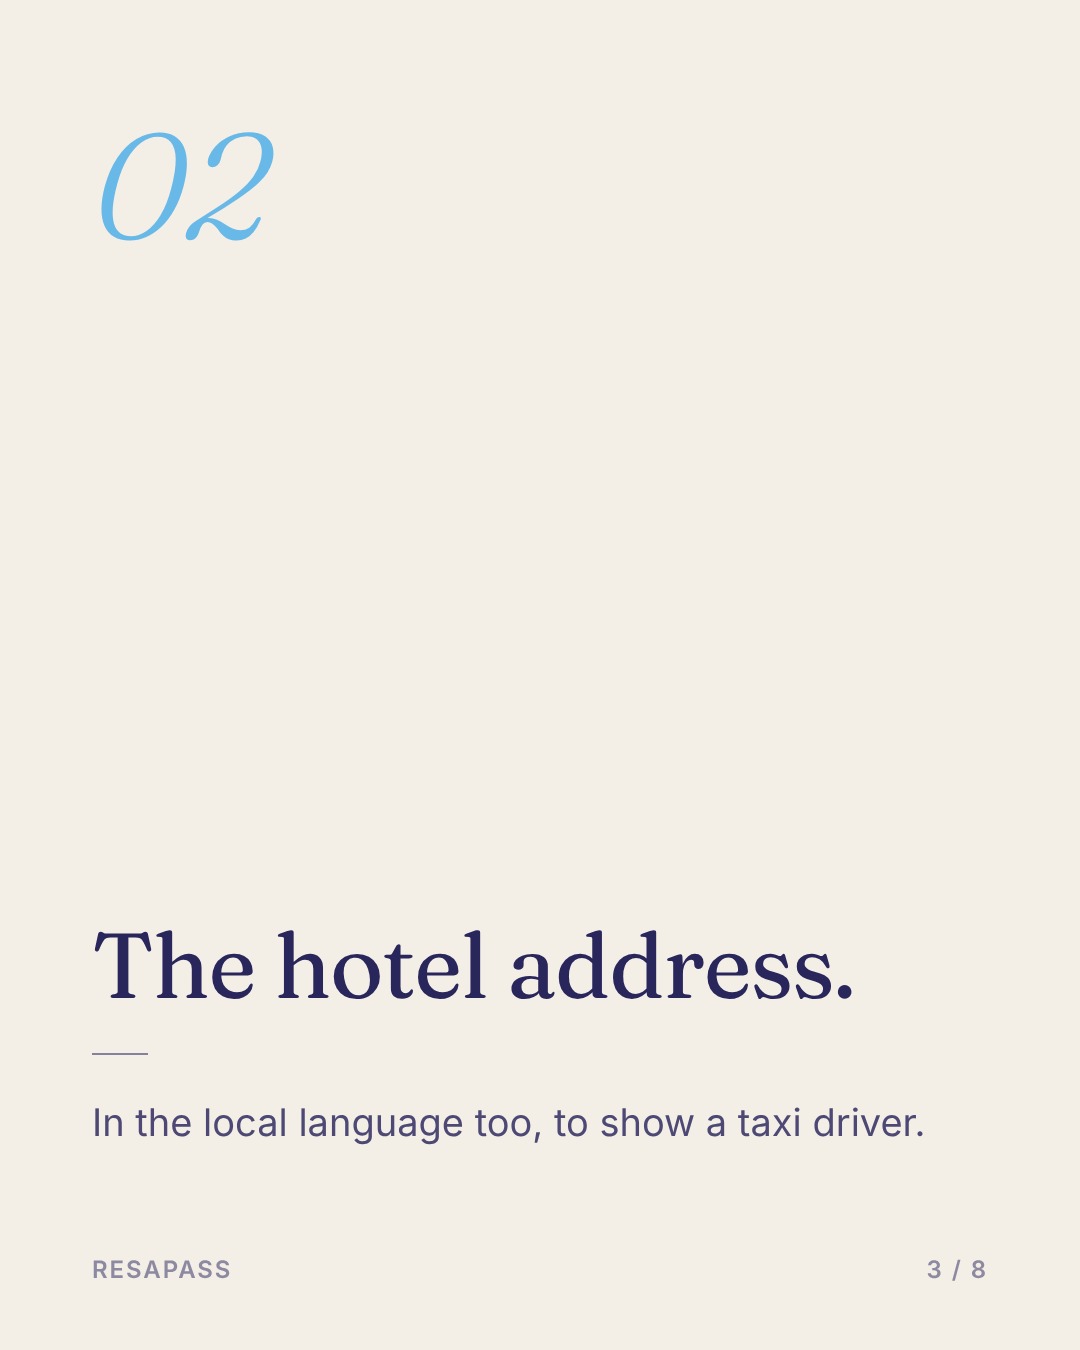 02
The hotel address.
In the local language too, to show a taxi driver.
RESAPASS
3 / 8